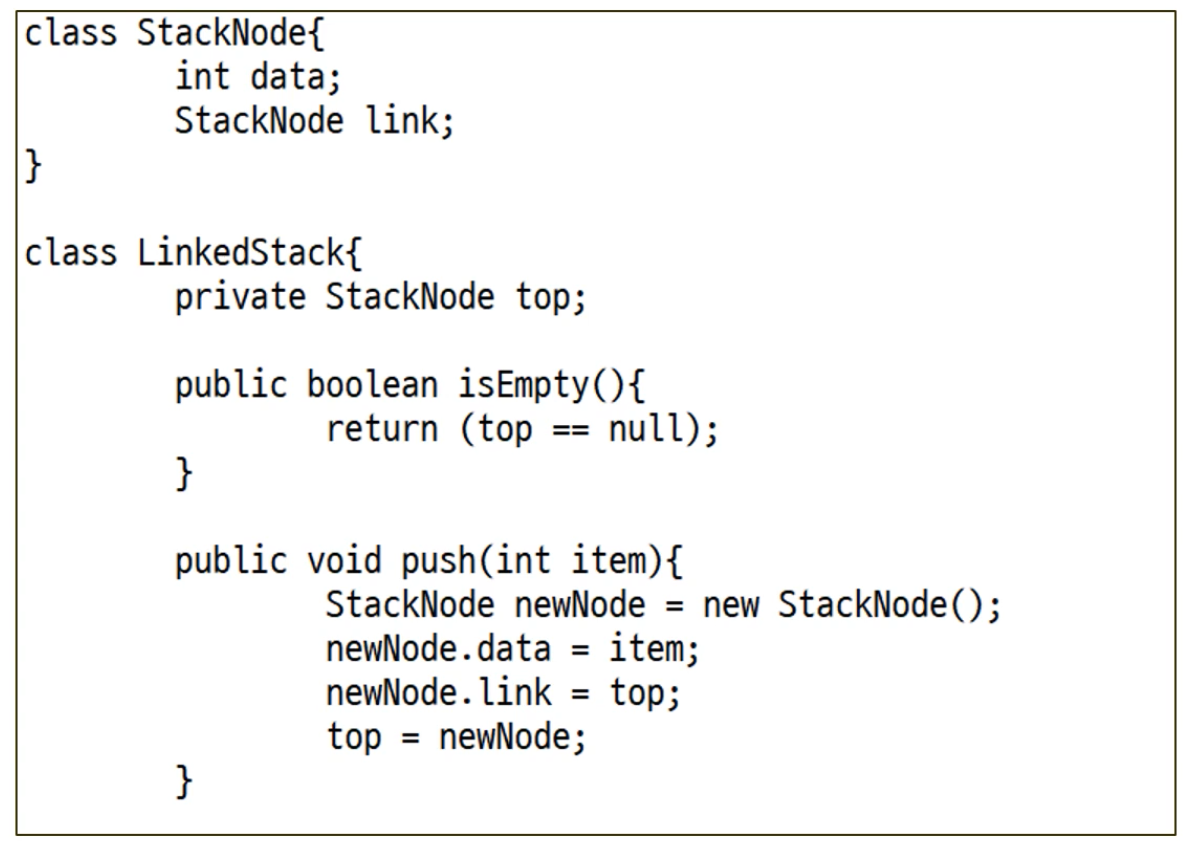 class StackNode{
        int data;
        StackNode link;
}

class LinkedStack{
        private StackNode top;

        public boolean isEmpty(){
                return (top == null);
        }

        public void push(int item){
                StackNode newNode = new StackNode();
                newNode.data = item;
                newNode.link = top;
                top = newNode;
        }